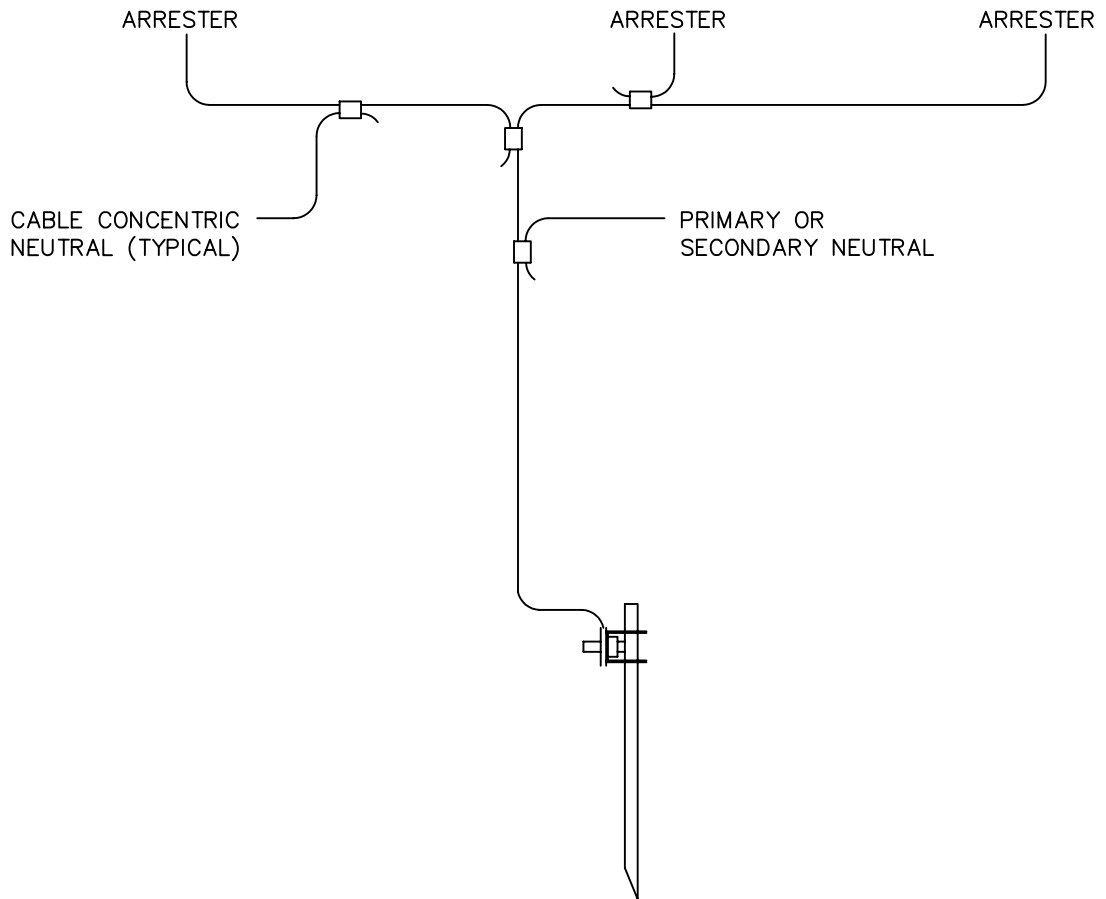 ARRESTER
ARRESTER
ARRESTER
CABLE CONCENTRIC
NEUTRAL (TYPICAL)
PRIMARY OR
SECONDARY NEUTRAL